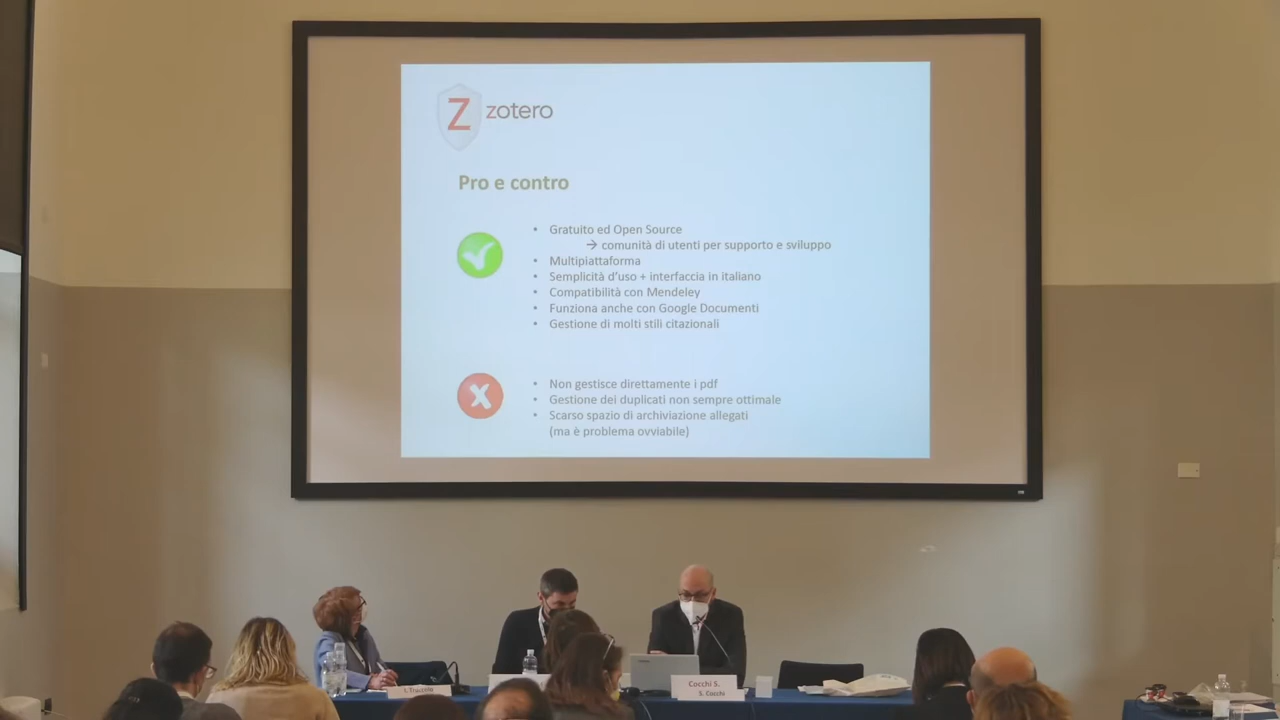 Z zotero
Pro e contro
• Gratuito ed Open Source
→ comunità di utenti per supporto e sviluppo
• Multipiattaforma
• Semplicità d'uso + interfaccia in italiano
• Compatibilità con Mendeley
• Funziona anche con Google Documenti
• Gestione di molti stili citazionali
• Non gestisce direttamente i pdf
• Gestione dei duplicati non sempre ottimale
• Scarso spazio di archiviazione allegati
(ma è problema ovviabile)
Cocchi S.
S. Cocchi